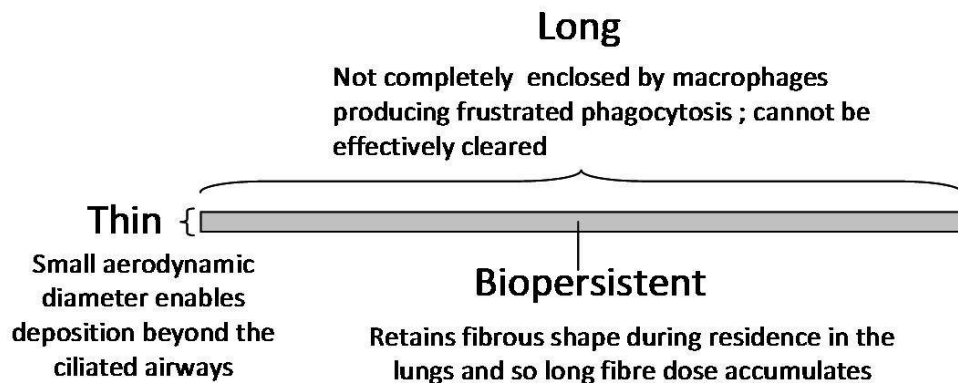 Long
Not completely enclosed by macrophages
producing frustrated phagocytosis ; cannot be
effectively cleared
Thin
Small aerodynamic
diameter enables
deposition beyond the
ciliated airways
Biopersistent
Retains fibrous shape during residence in the
lungs and so long fibre dose accumulates